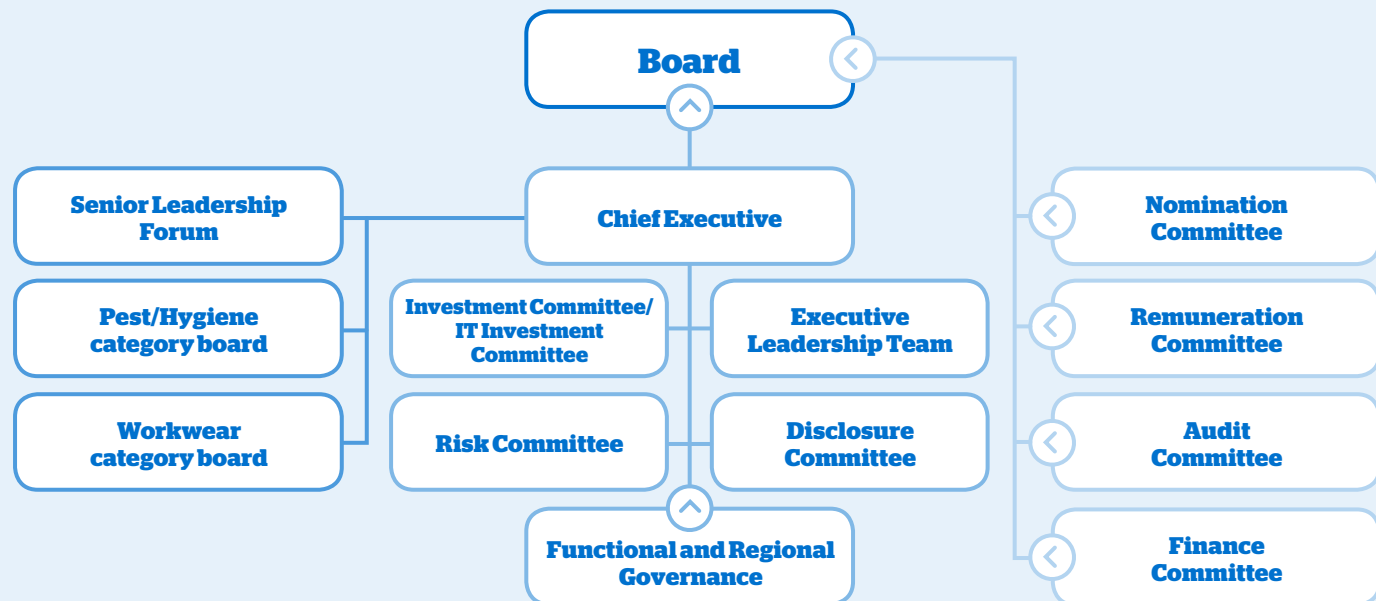 Board
Senior Leadership
Forum
Chief Executive
Nomination
Committee
Pest/Hygiene
category board
Investment Committee/
IT Investment
Committee
Executive
Leadership Team
Remuneration
Committee
Workwear
category board
Risk Committee
Disclosure
Committee
Audit
Committee
Functional and Regional
Governance
Finance
Committee